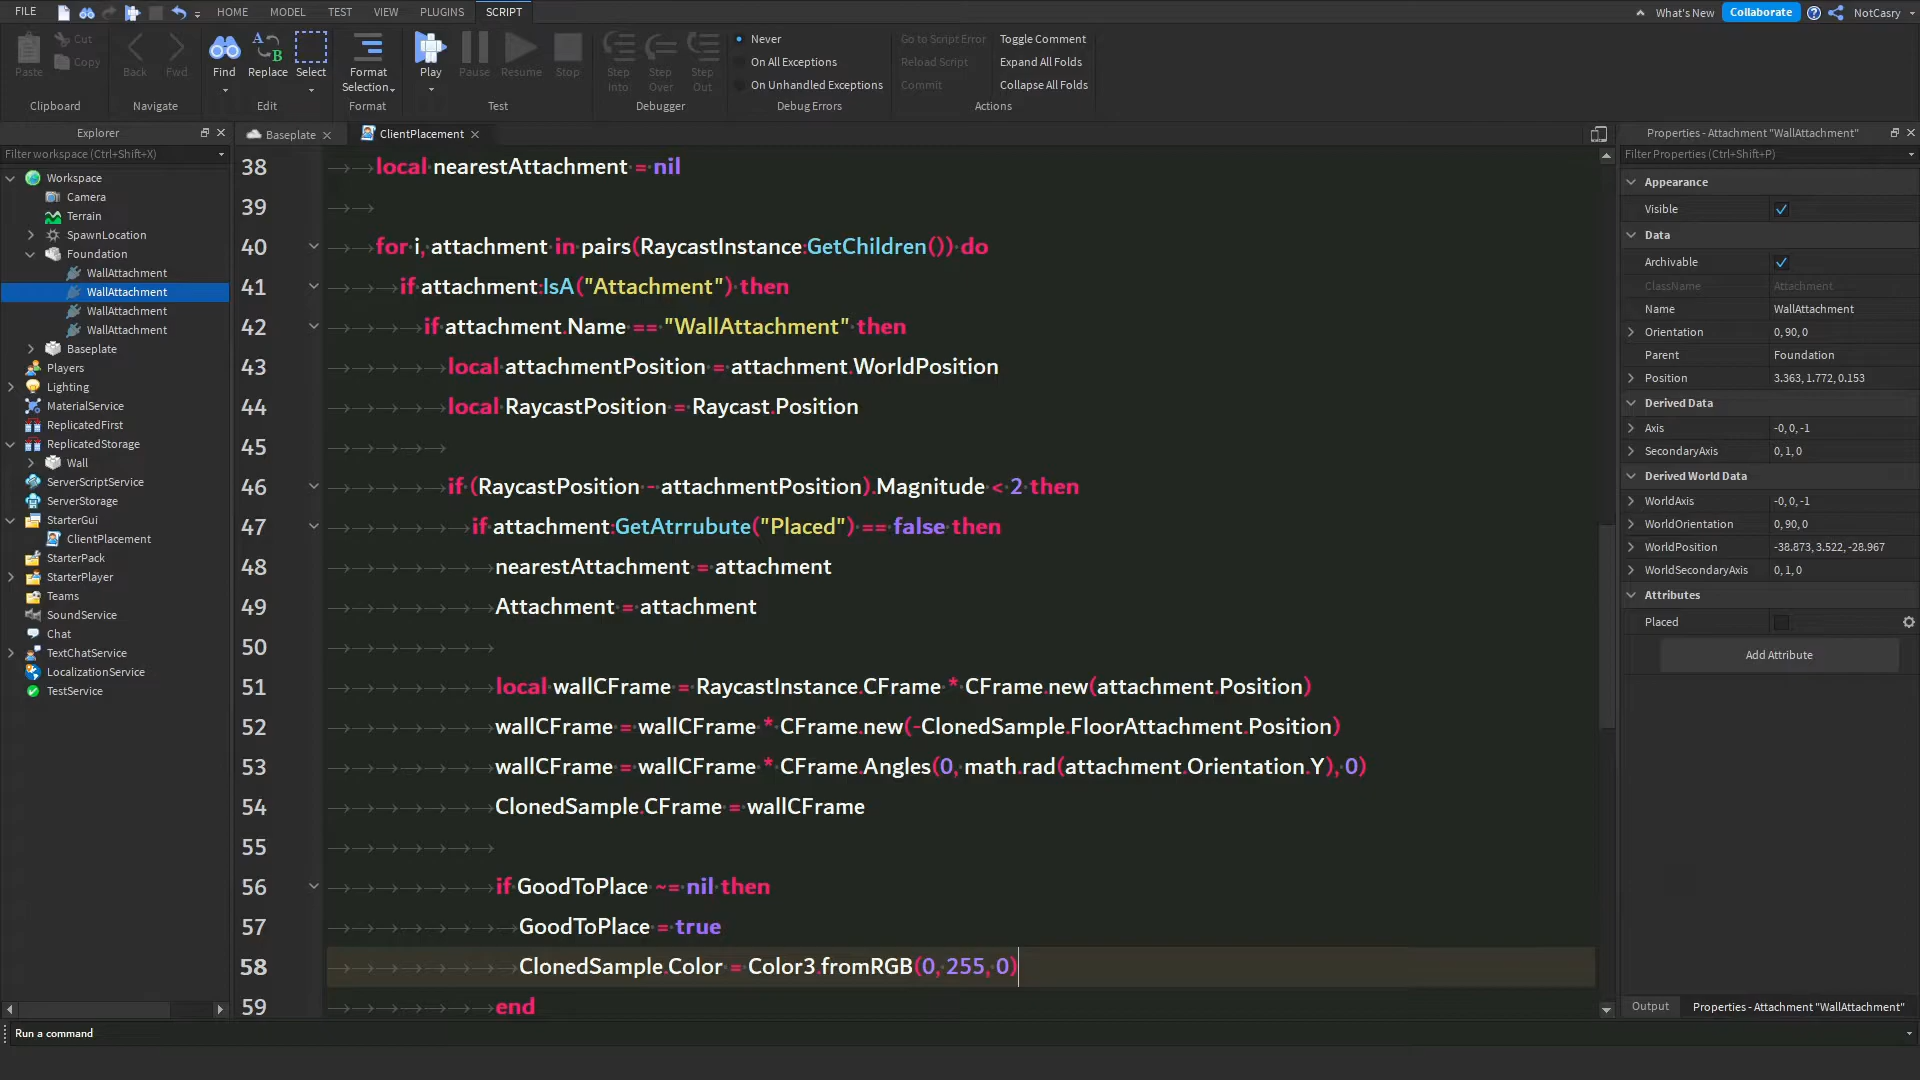 FILE HOME MODEL TEST VIEW PLUGINS SCRIPT What's New Collaborate NotCasry
Paste Cut Copy Clipboard
Back Fwd Navigate
Find Replace Select Edit
Format Selection Format
Play Pause Resume Stop Test
Step Into Step Over Step Out Debugger
Never
On All Exceptions
On Unhandled Exceptions
Debug Errors
Go to Script Error Toggle Comment
Reload Script Expand All Folds
Commit Collapse All Folds
Actions
Explorer
Filter workspace (Ctrl+Shift+X)
Workspace
Camera
Terrain
SpawnLocation
Foundation
WallAttachment
WallAttachment
WallAttachment
WallAttachment
Baseplate
Players
Lighting
MaterialService
ReplicatedFirst
ReplicatedStorage
Wall
ServerScriptService
ServerStorage
StarterGui
ClientPlacement
StarterPack
StarterPlayer
Teams
SoundService
Chat
TextChatService
LocalizationService
TestService
Baseplate ClientPlacement
38 local nearestAttachment = nil
39
40 for i, attachment in pairs(RaycastInstance:GetChildren()) do
41 if attachment:IsA("Attachment") then
42 if attachment.Name == "WallAttachment" then
43 local attachmentPosition = attachment.WorldPosition
44 local RaycastPosition = Raycast.Position
45
46 if (RaycastPosition - attachmentPosition).Magnitude < 2 then
47 if attachment:GetAtrrubute("Placed") == false then
48 nearestAttachment = attachment
49 Attachment = attachment
50
51 local wallCFrame = RaycastInstance.CFrame * CFrame.new(attachment.Position)
52 wallCFrame = wallCFrame * CFrame.new(-ClonedSample.FloorAttachment.Position)
53 wallCFrame = wallCFrame * CFrame.Angles(0, math.rad(attachment.Orientation.Y), 0)
54 ClonedSample.CFrame = wallCFrame
55
56 if GoodToPlace ~= nil then
57 GoodToPlace = true
58 ClonedSample.Color = Color3.fromRGB(0, 255, 0)
59 end
Properties - Attachment "WallAttachment"
Filter Properties (Ctrl+Shift+P)
Appearance
Visible
Data
Archivable
ClassName Attachment
Name WallAttachment
Orientation 0, 90, 0
Parent Foundation
Position 3.363, 1.772, 0.153
Derived Data
Axis -0, 0, -1
SecondaryAxis 0, 1, 0
Derived World Data
WorldAxis -0, 0, -1
WorldOrientation 0, 90, 0
WorldPosition -38.873, 3.522, -28.967
WorldSecondaryAxis 0, 1, 0
Attributes
Placed
Add Attribute
Output Properties - Attachment "WallAttachment"
Run a command